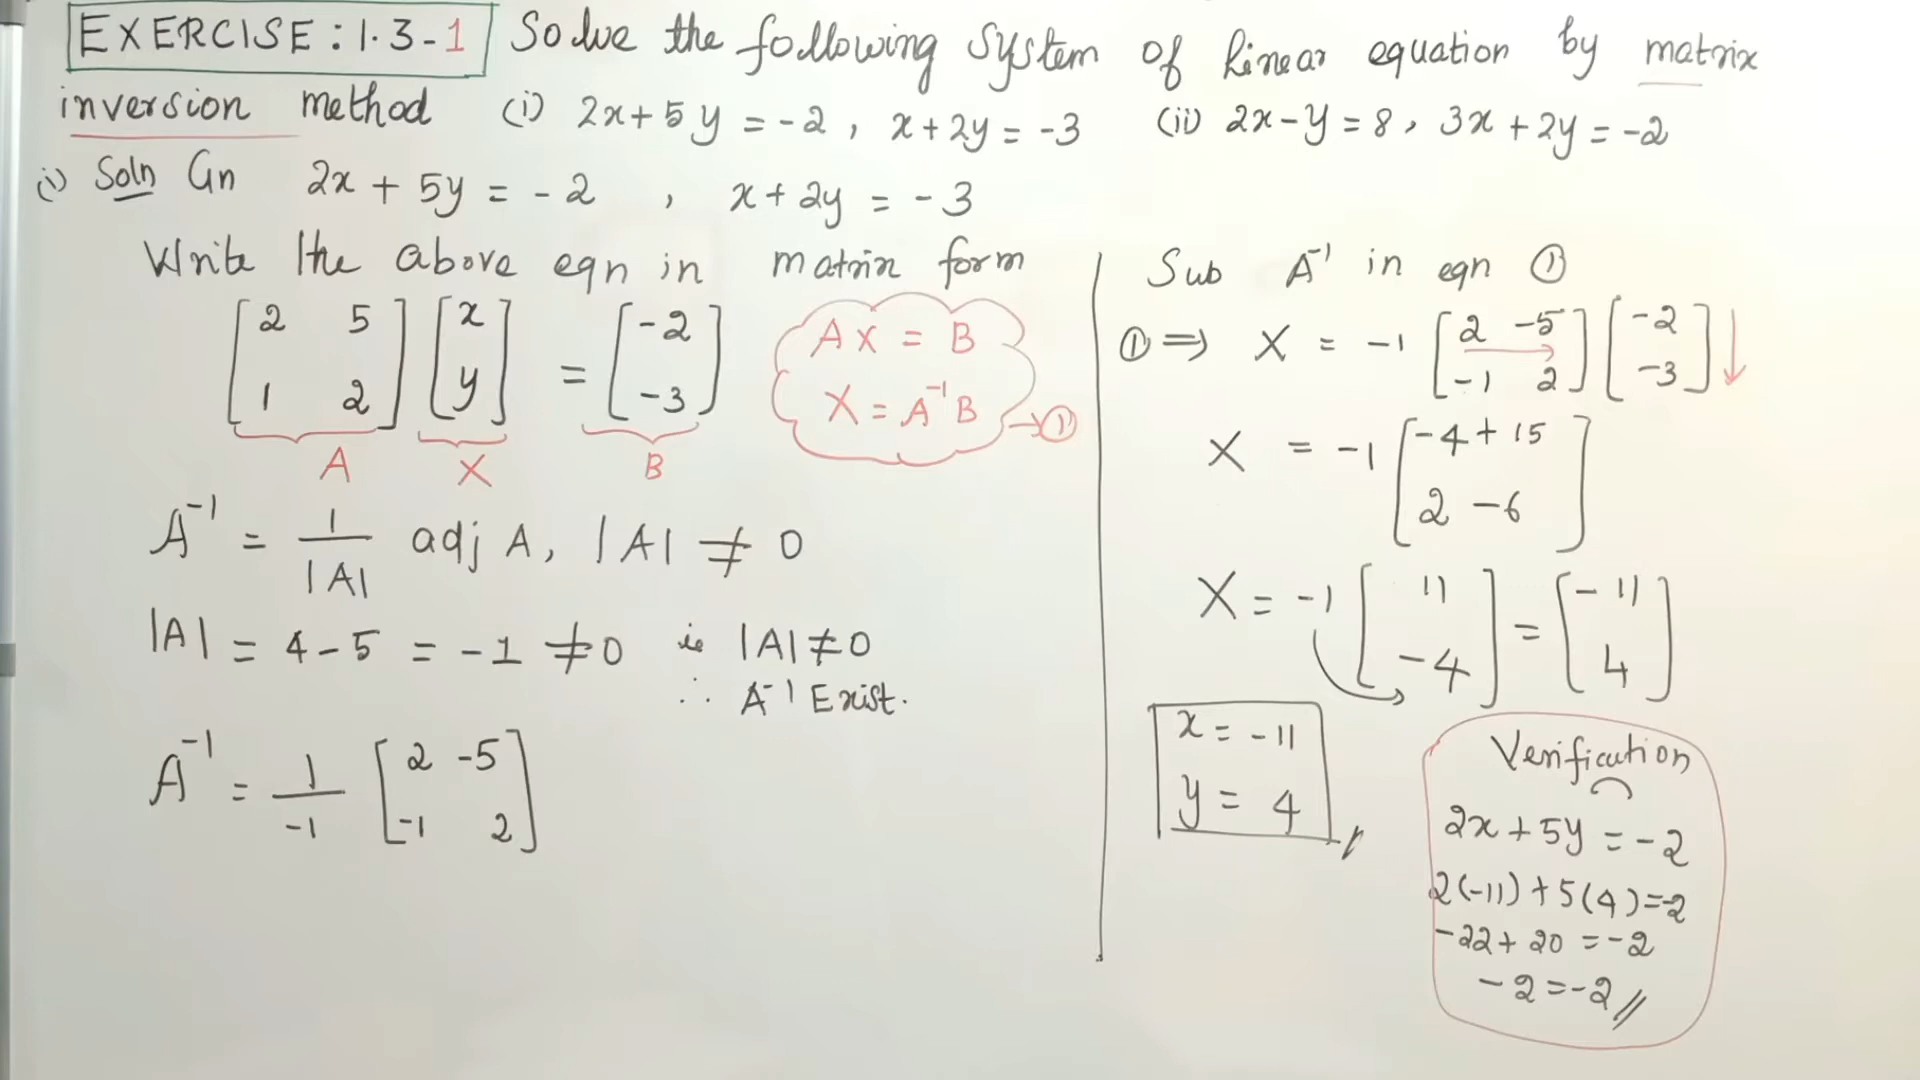 EXERCISE : 1.3-1 Solve the following System of Linear equation by matrix
inversion method (i) 2x+5y = -2, x+2y = -3 (ii) 2x-y = 8, 3x+2y = -2
(i) Soln Gn 2x + 5y = -2 , x+2y = -3
Write the above eqn in matrix form
[2 5
1 2] [x
y] = [-2
-3]
A X B
AX = B
X = A⁻¹B → ①
A⁻¹ = 1/|A| adj A, |A| ≠ 0
|A| = 4-5 = -1 ≠ 0 ie |A| ≠ 0
∴ A⁻¹ Exist.
A⁻¹ = 1/-1 [2 -5
-1 2]
Sub A⁻¹ in eqn ①
① ⇒ X = -1 [2 -5
-1 2] [-2
-3]
X = -1 [-4+15
2-6]
X = -1 [11
-4] = [-11
4]
x = -11
y = 4
Verification
2x+5y = -2
2(-11)+5(4)=-2
-22+20 = -2
-2=-2